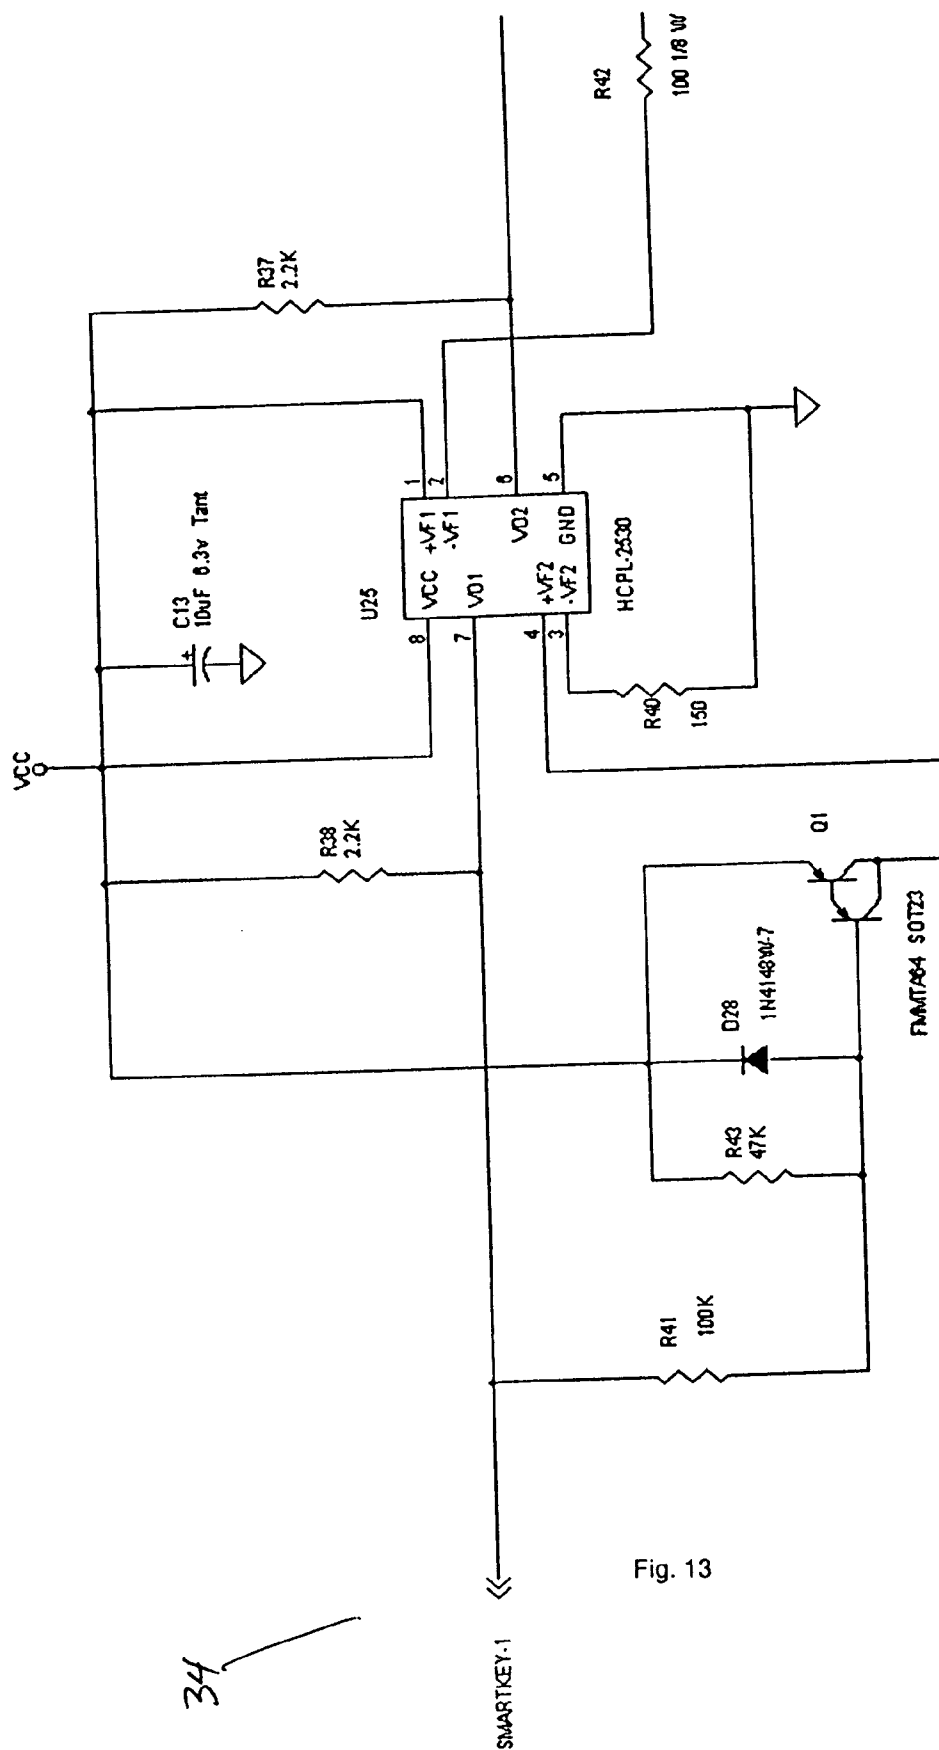 VCC
C13
10uF 6.3v Tant
R37
2.2K
R38
2.2K
U25
8
7
4
3
1
2
6
5
VCC
VO1
+VF2
-VF2
+VF1
-VF1
VO2
GND
HCPL-2530
R42
100 1/8 W
R40
150
Q1
FMMTA64 SOT23
D28
1N4148W-7
R43
47K
R41
100K
SMARTKEY-1
34
Fig. 13